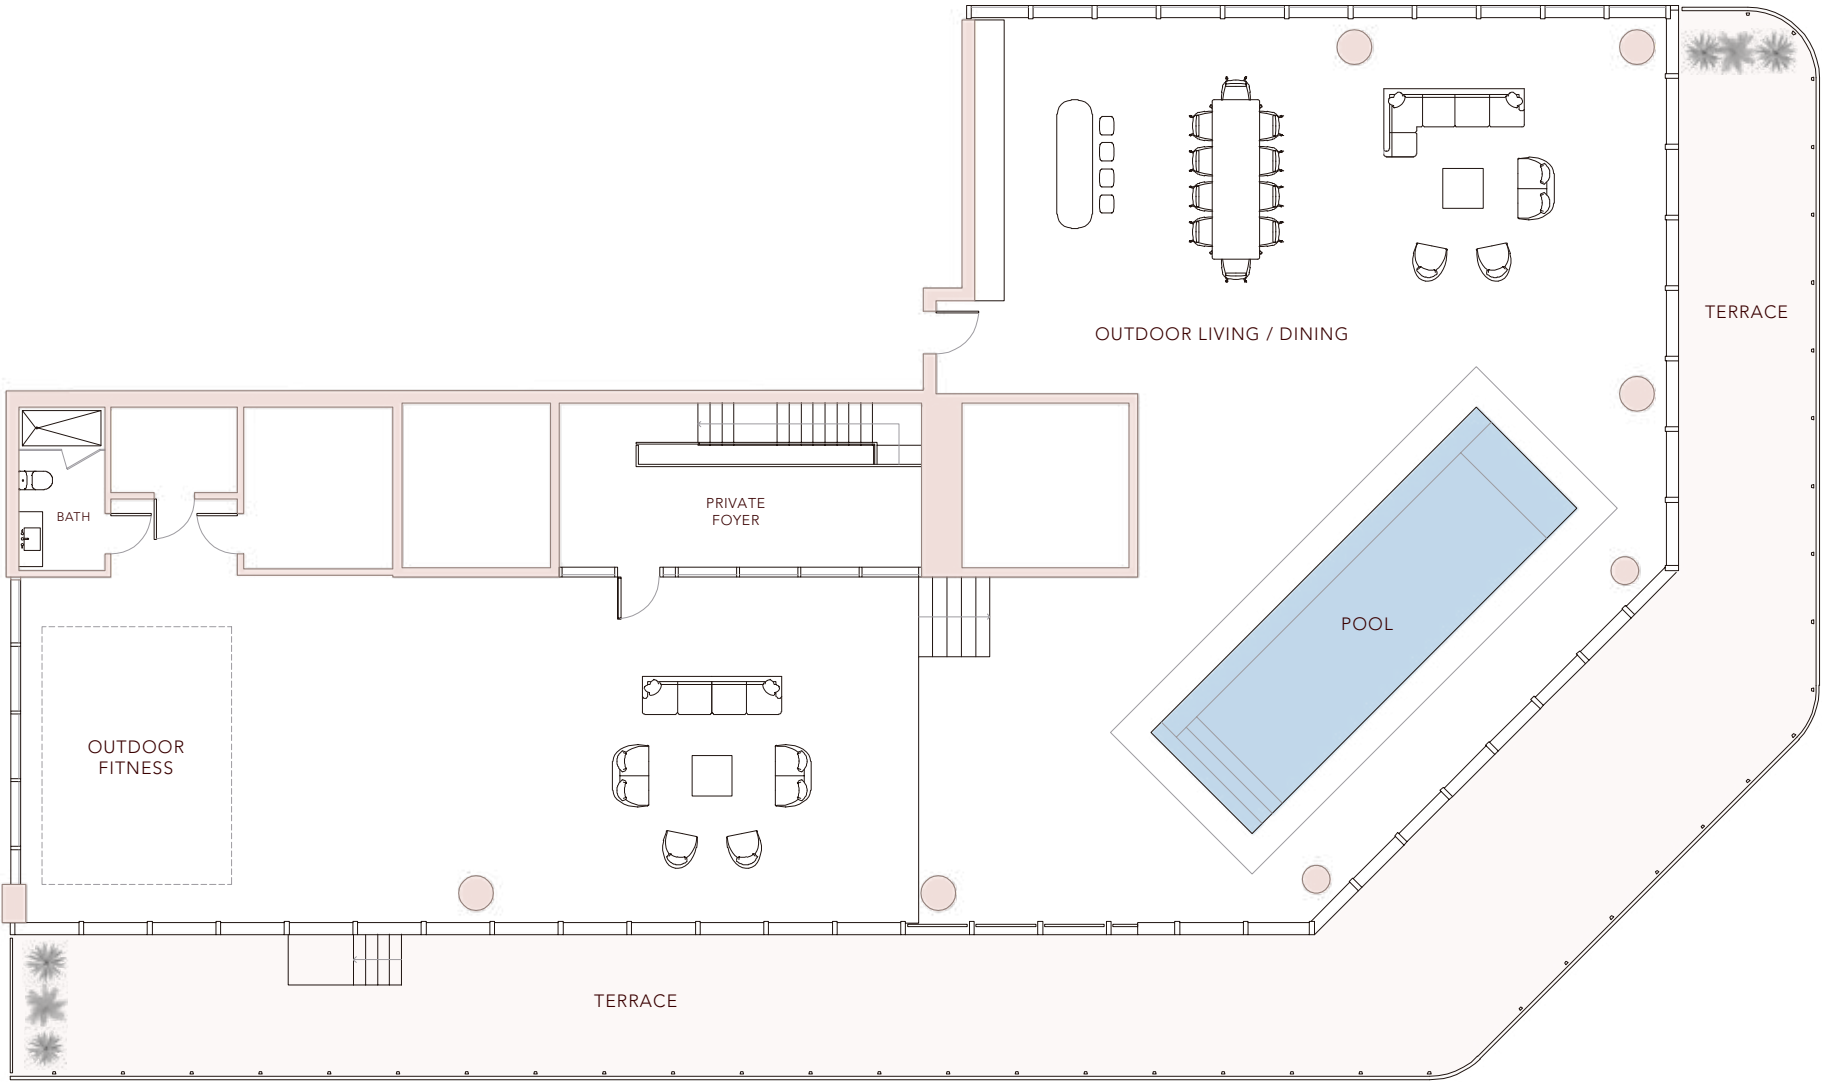 TERRACE
OUTDOOR LIVING / DINING
PRIVATE
FOYER
BATH
POOL
OUTDOOR
FITNESS
TERRACE